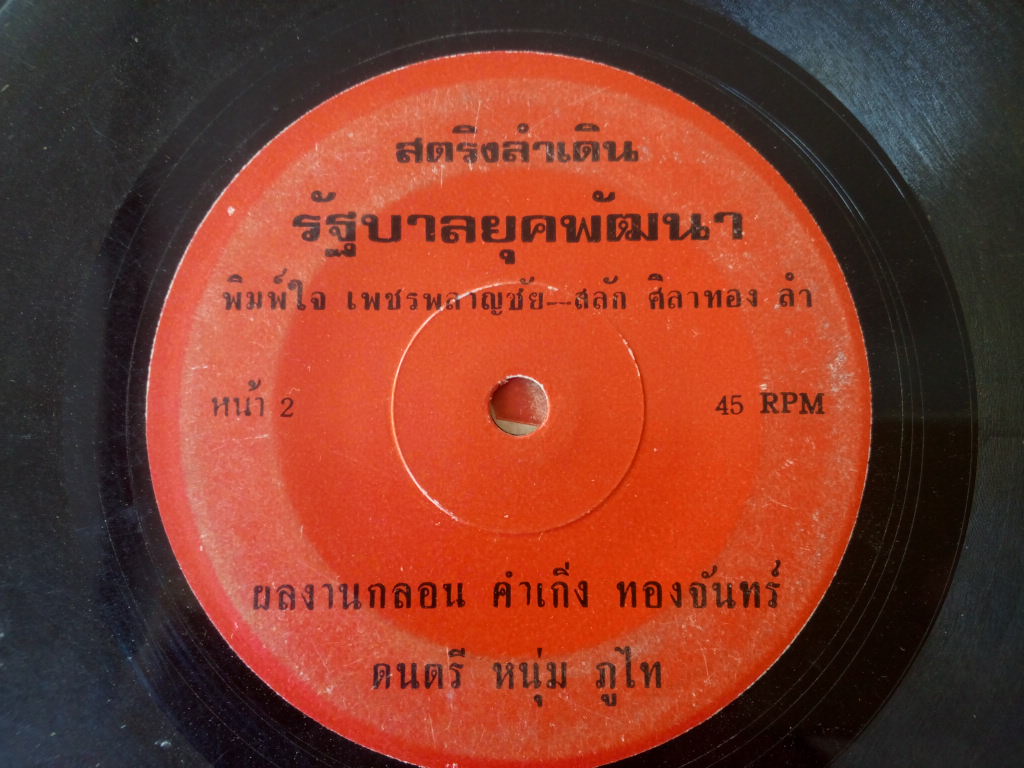 สตริงลำเดิน
รัฐบาลยุคพัฒนา
พิมพ์ใจ เพชรพลาญชัย--สลัก ศิลาทอง ลำ
หน้า 2
45 RPM
ผลงานกลอน คำเกิ่ง ทองจันทร์
ดนตรี หนุ่ม ภูไท